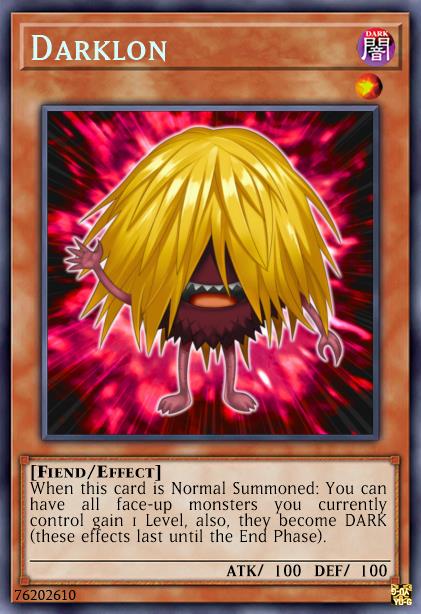 Darklon
DARK
闇
[Fiend/Effect]
When this card is Normal Summoned: You can
have all face-up monsters you currently
control gain 1 Level, also, they become DARK
(these effects last until the End Phase).
ATK/ 100 DEF/ 100
76202610